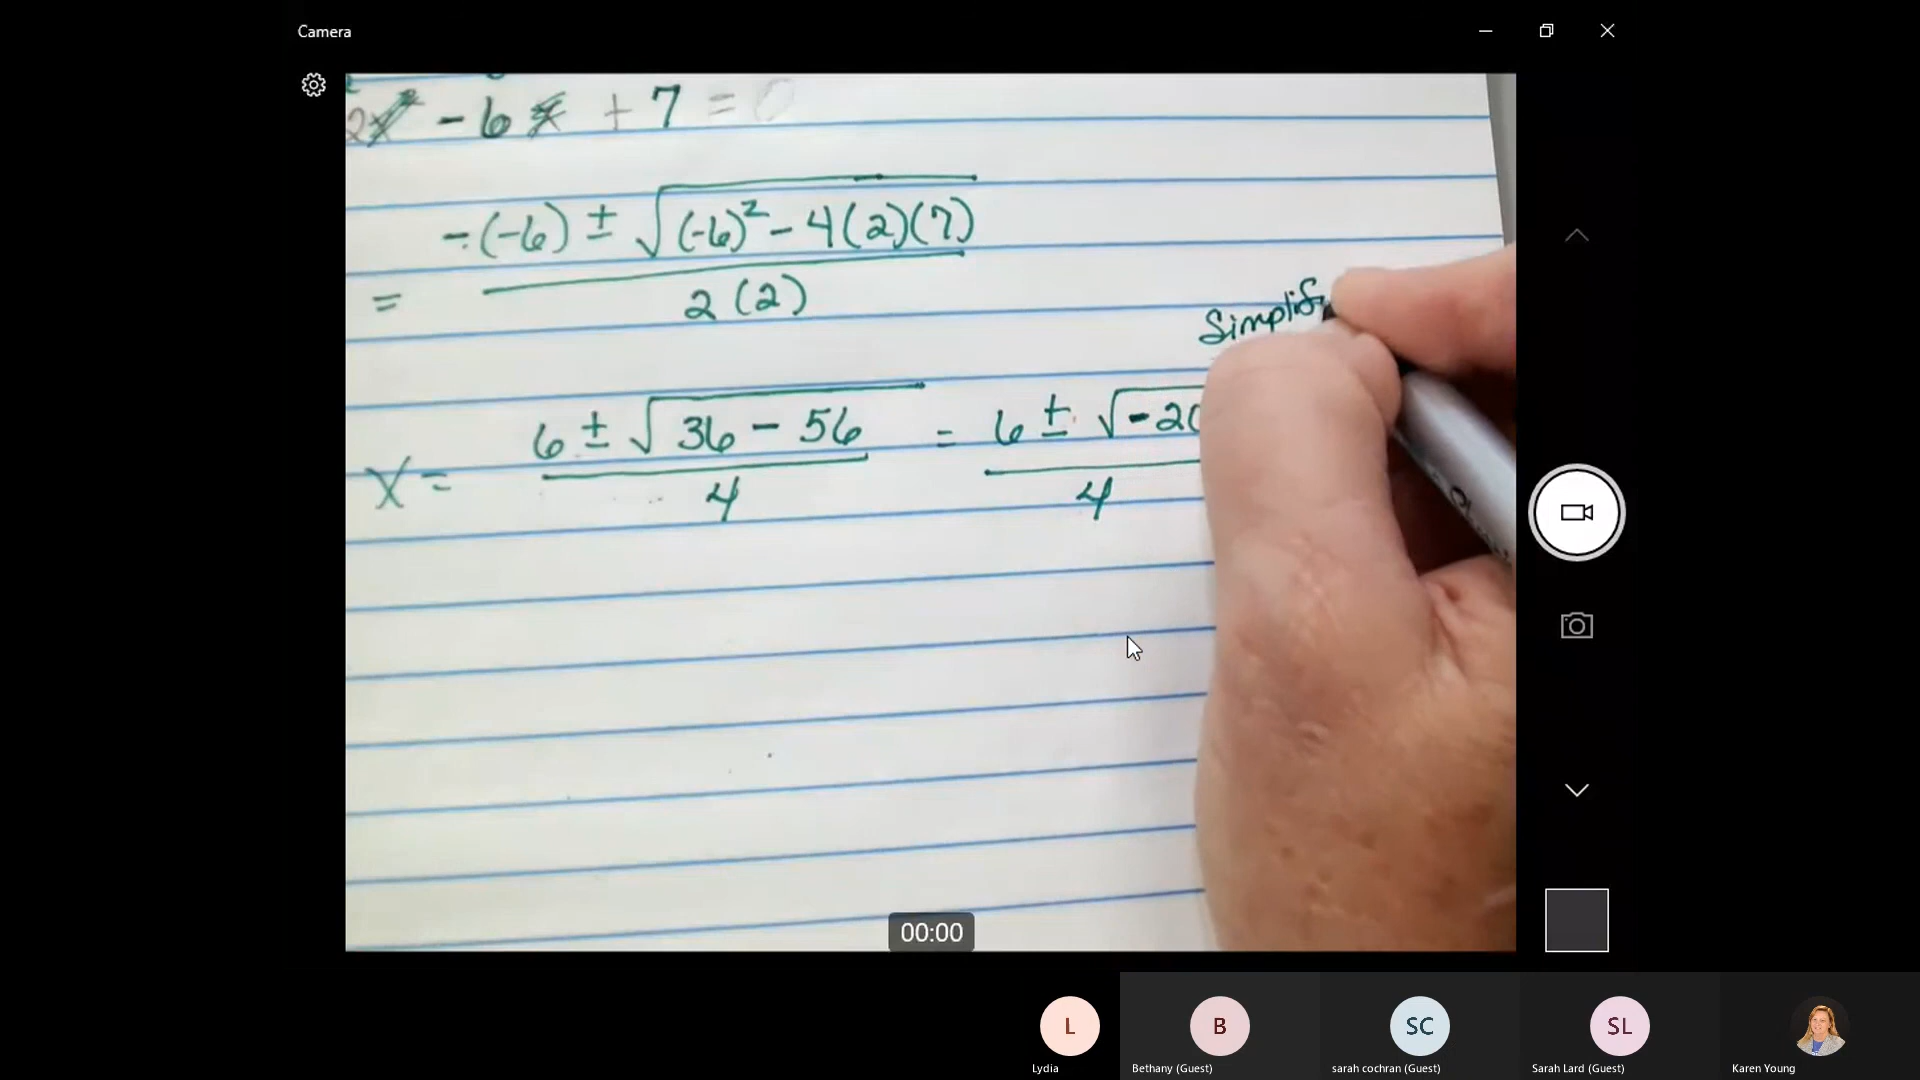 Camera
2x² - 6x + 7 = 0
-(-6) ± √(-6)² - 4(2)(7)
=
2(2)
Simplif
6 ± √36 - 56 = 6 ± √-20
X =
4 4
00:00
L B SC SL
Lydia Bethany (Guest) sarah cochran (Guest) Sarah Lard (Guest) Karen Young